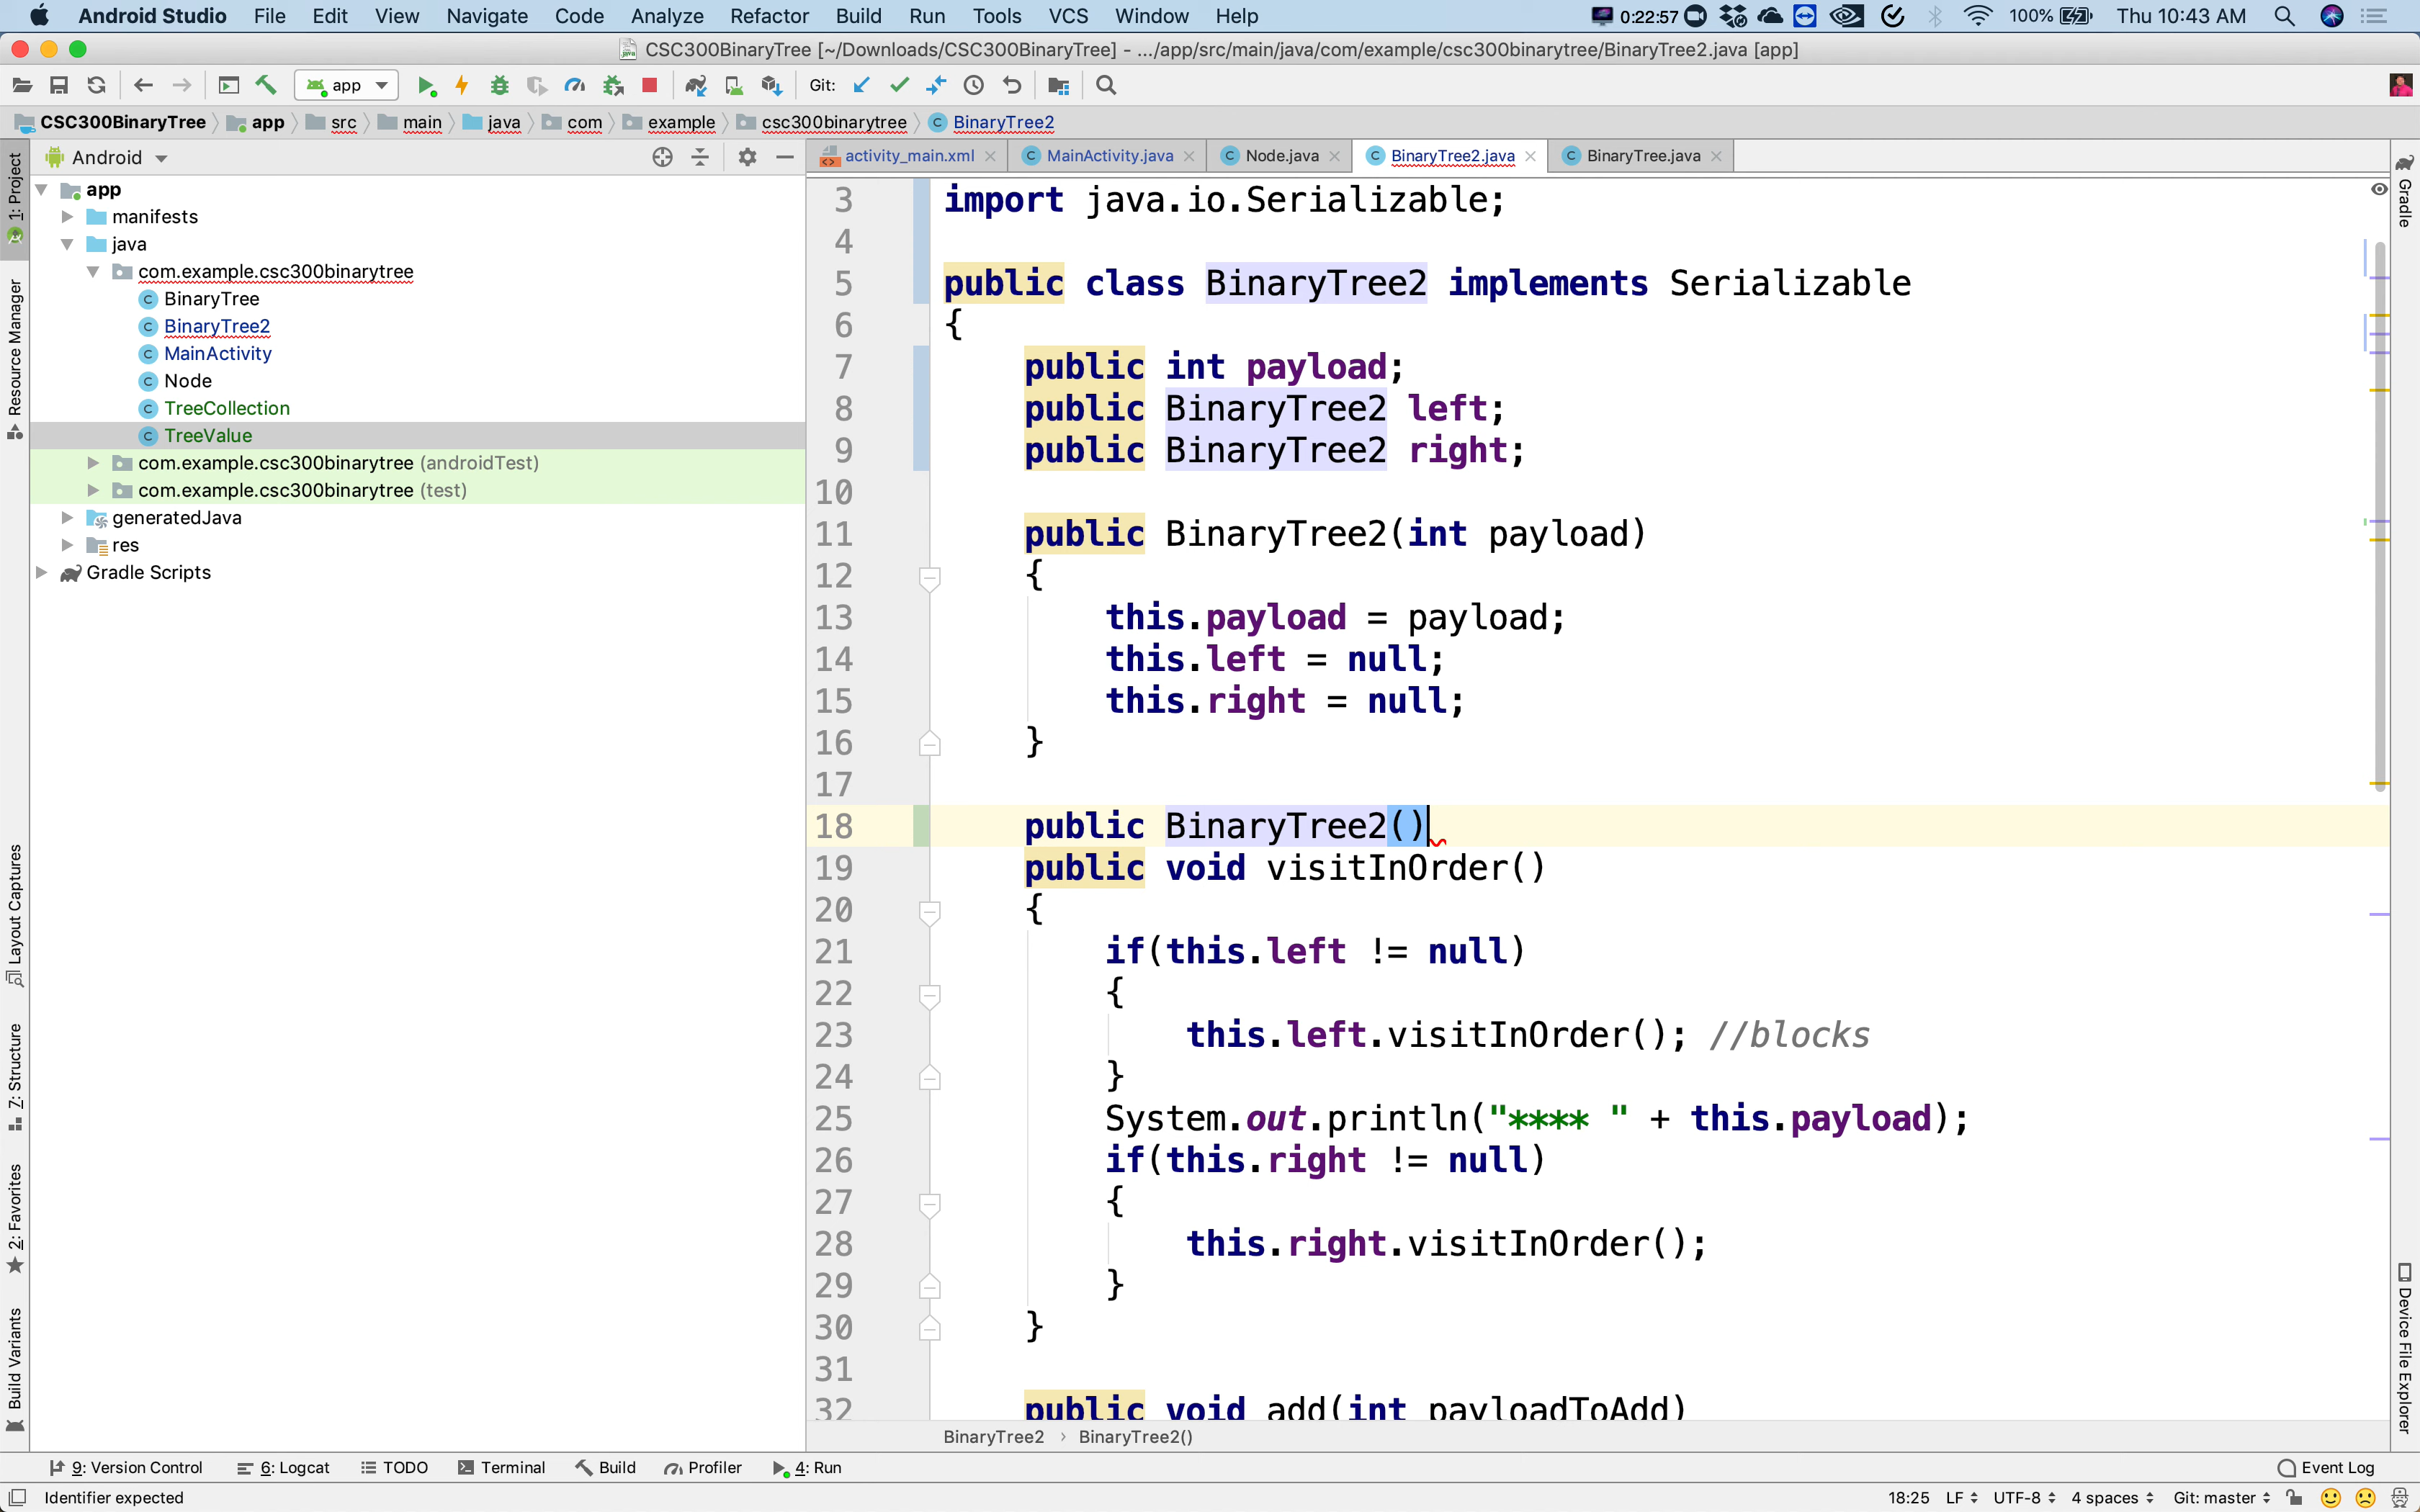 Android Studio File Edit View Navigate Code Analyze Refactor Build Run Tools VCS Window Help 0:22:57 100% Thu 10:43 AM
CSC300BinaryTree [~/Downloads/CSC300BinaryTree] - .../app/src/main/java/com/example/csc300binarytree/BinaryTree2.java [app]
app Git:
CSC300BinaryTree app src main java com example csc300binarytree BinaryTree2
Android
activity_main.xml MainActivity.java Node.java BinaryTree2.java BinaryTree.java
1: Project
Resource Manager
Layout Captures
7: Structure
2: Favorites
Build Variants
app
manifests
java
com.example.csc300binarytree
BinaryTree
BinaryTree2
MainActivity
Node
TreeCollection
TreeValue
com.example.csc300binarytree (androidTest)
com.example.csc300binarytree (test)
generatedJava
res
Gradle Scripts
3 import java.io.Serializable;
4
5 public class BinaryTree2 implements Serializable
6 {
7 public int payload;
8 public BinaryTree2 left;
9 public BinaryTree2 right;
10
11 public BinaryTree2(int payload)
12 {
13 this.payload = payload;
14 this.left = null;
15 this.right = null;
16 }
17
18 public BinaryTree2()
19 public void visitInOrder()
20 {
21 if(this.left != null)
22 {
23 this.left.visitInOrder(); //blocks
24 }
25 System.out.println("**** " + this.payload);
26 if(this.right != null)
27 {
28 this.right.visitInOrder();
29 }
30 }
31
32 public void add(int payloadToAdd)
BinaryTree2 › BinaryTree2()
Gradle
Device File Explorer
9: Version Control 6: Logcat TODO Terminal Build Profiler 4: Run Event Log
Identifier expected 18:25 LF UTF-8 4 spaces Git: master